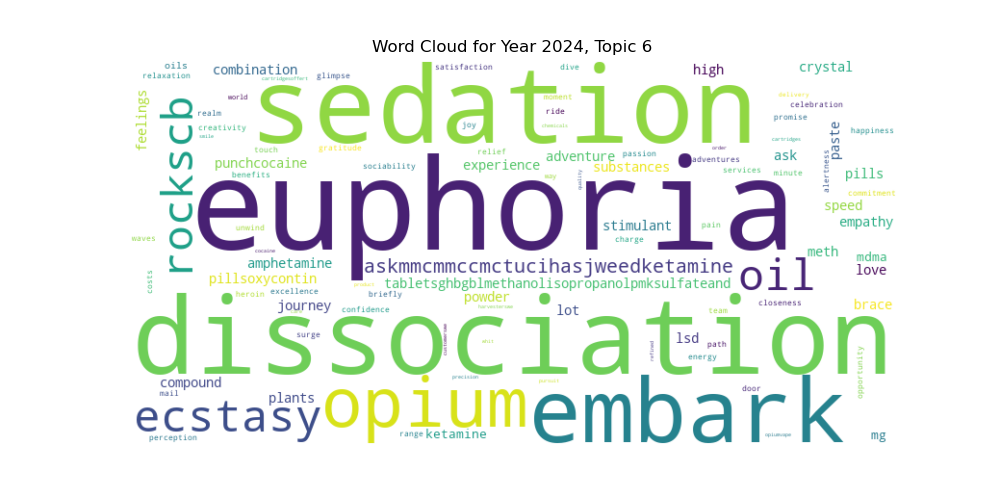 Word Cloud for Year 2024, Topic 6
oils combination cartridgeoffert glimpse satisfaction dive high crystal
relaxation
feelings world sedation moment delivery celebration
realm rockscb joy ride chemicals promise paste happiness
creativity smile gratitude cartridges
touch relief passion order ask alertness
punchcocaine sociability experience adventure adventures substances services minute pills
benefits euphoria way quality commitment
speed empathy
waves unwind stimulant pain
cocaine charge meth mdma
amphetamine askmmcmmccmctucihasjweedketamine oil love
costs pillsoxycontin product tabletsghbgblmethanolisopropanolpmksulfateand
heroin excellence briefly powder closeness brace
journey confidence lot team
surge dissociation lsd path
refined energy opportunity
compound precision pursuit door
mail plants opium embark
ecstasy range ketamine mg
perception